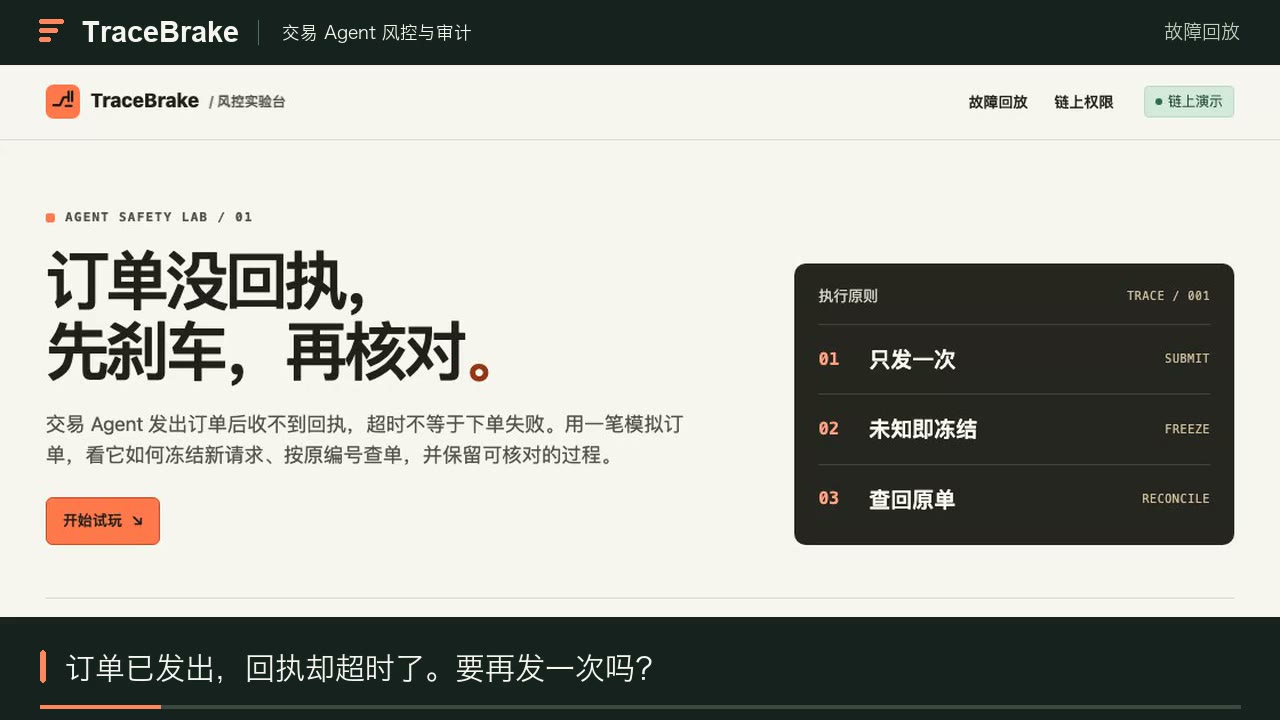 TraceBrake
交易 Agent 风控与审计
故障回放
TraceBrake / 风控实验台
故障回放
链上权限
链上演示
AGENT SAFETY LAB / 01
订单没回执，
先刹车，再核对。
交易 Agent 发出订单后收不到回执，超时不等于下单失败。用一笔模拟订
单，看它如何冻结新请求、按原编号查单，并保留可核对的过程。
开始试玩 ↘
执行原则
TRACE / 001
01 只发一次 SUBMIT
02 未知即冻结 FREEZE
03 查回原单 RECONCILE
订单已发出，回执却超时了。要再发一次吗？